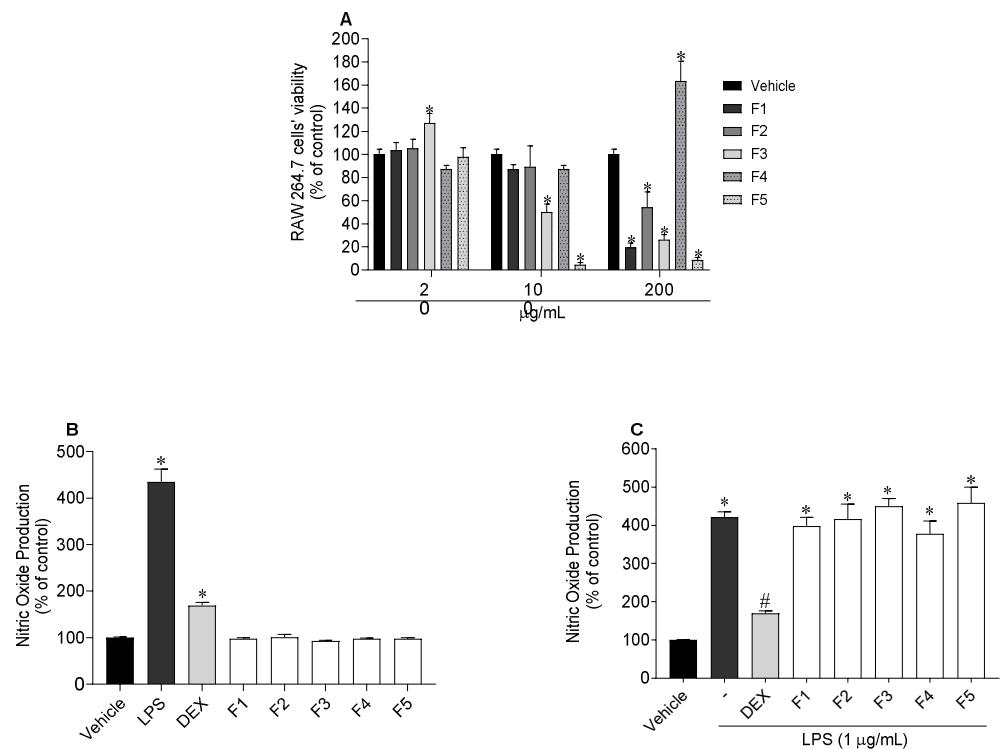 A
200
180
160
140
120
100
80
60
40
20
0
RAW 264.7 cells' viability
(% of control)
* * * * * * * *
2
0
10
0
200
µg/mL
Vehicle
F1
F2
F3
F4
F5
B
500
400
300
200
100
0
Nitric Oxide Production
(% of control)
* *
Vehicle LPS DEX F1 F2 F3 F4 F5
C
600
500
400
300
200
100
0
Nitric Oxide Production
(% of control)
* # * * * * *
Vehicle - DEX F1 F2 F3 F4 F5
LPS (1 µg/mL)